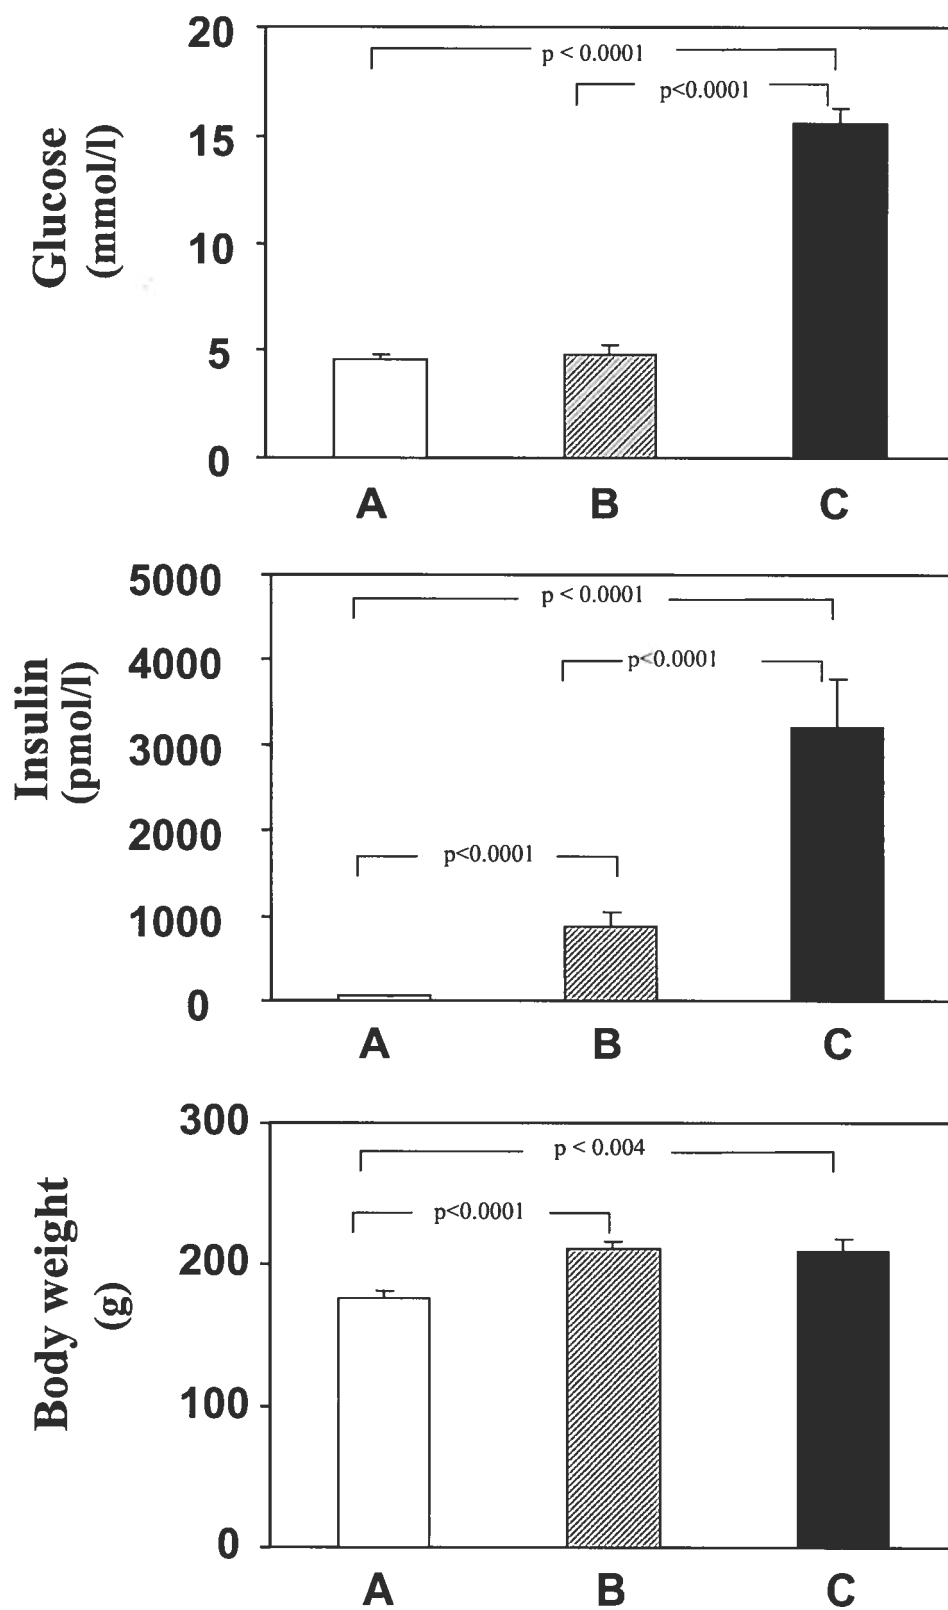 20
p < 0.0001
p<0.0001
15
Glucose
(mmol/l)
10
5
0
A B C
5000
p < 0.0001
4000
p<0.0001
Insulin
(pmol/l)
3000
2000
p<0.0001
1000
0
A B C
300
p < 0.004
p<0.0001
200
Body weight
(g)
100
0
A B C